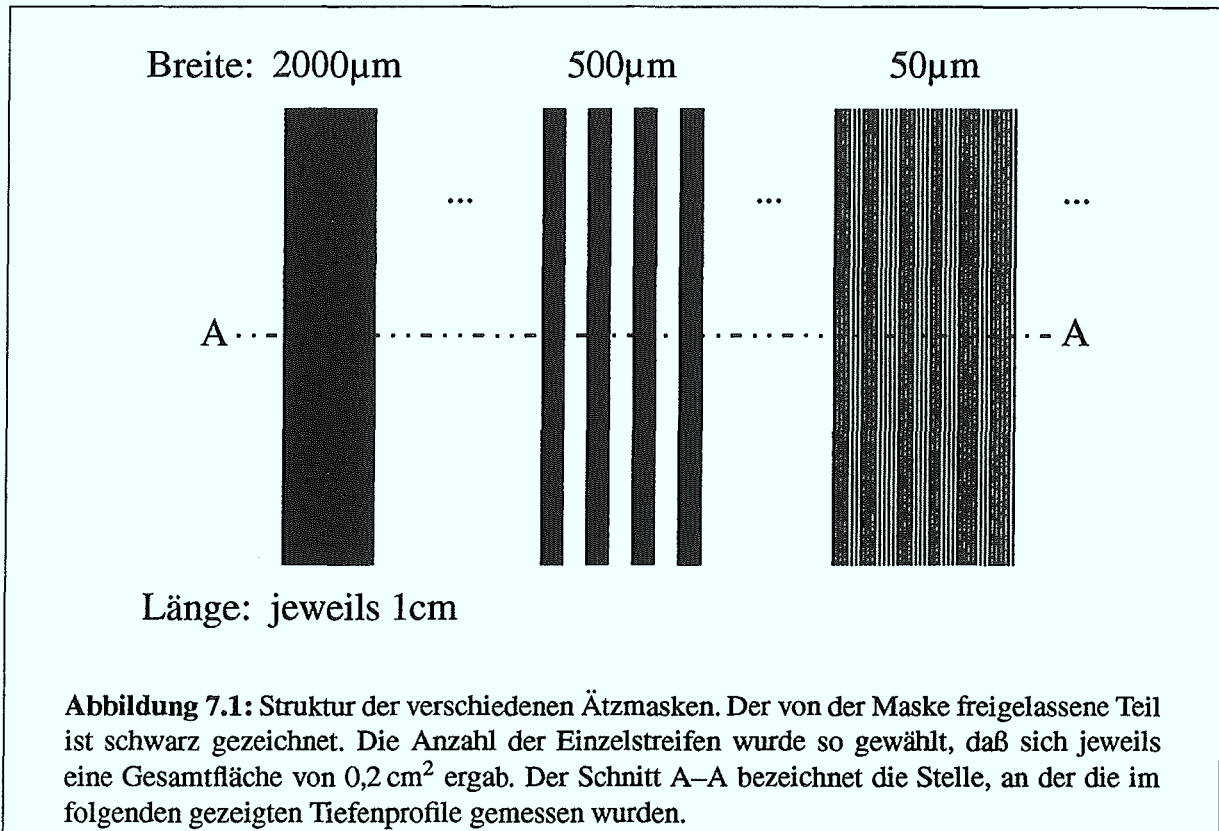 Breite: 2000µm 500µm 50µm
... ... ...
A A
Länge: jeweils 1cm
Abbildung 7.1: Struktur der verschiedenen Ätzmasken. Der von der Maske freigelassene Teil
ist schwarz gezeichnet. Die Anzahl der Einzelstreifen wurde so gewählt, daß sich jeweils
eine Gesamtfläche von 0,2 cm² ergab. Der Schnitt A–A bezeichnet die Stelle, an der die im
folgenden gezeigten Tiefenprofile gemessen wurden.